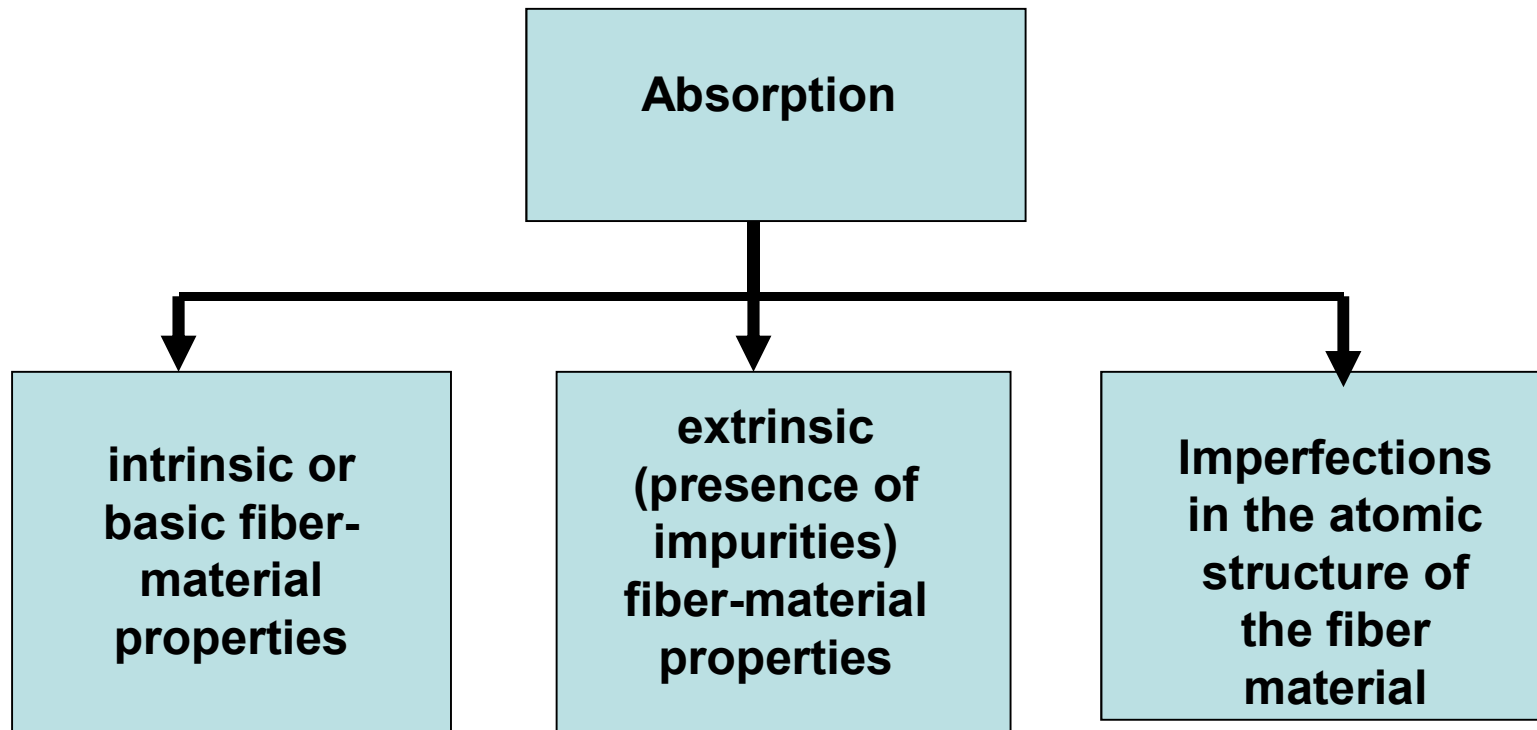 Absorption
intrinsic or
basic fiber-
material
properties
extrinsic
(presence of
impurities)
fiber-material
properties
Imperfections
in the atomic
structure of
the fiber
material